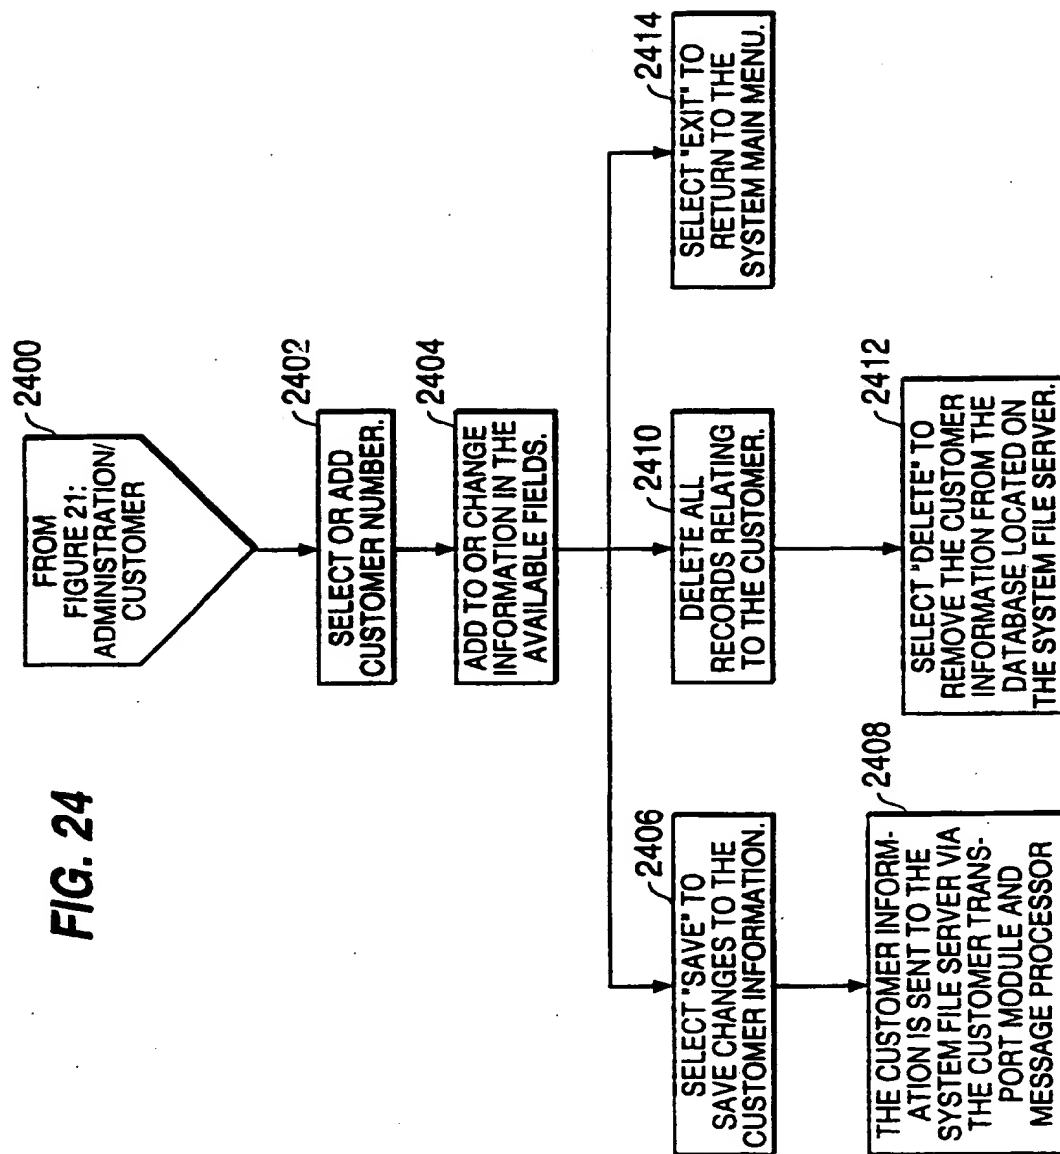 FIG. 24
2400
FROM
FIGURE 21:
ADMINISTRATION/
CUSTOMER
2402
SELECT OR ADD
CUSTOMER NUMBER.
2404
ADD TO OR CHANGE
INFORMATION IN THE
AVAILABLE FIELDS.
2406
SELECT "SAVE" TO
SAVE CHANGES TO THE
CUSTOMER INFORMATION.
2408
THE CUSTOMER INFORM-
ATION IS SENT TO THE
SYSTEM FILE SERVER VIA
THE CUSTOMER TRANS-
PORT MODULE AND
MESSAGE PROCESSOR
2410
DELETE ALL
RECORDS RELATING
TO THE CUSTOMER.
2412
SELECT "DELETE" TO
REMOVE THE CUSTOMER
INFORMATION FROM THE
DATABASE LOCATED ON
THE SYSTEM FILE SERVER.
2414
SELECT "EXIT" TO
RETURN TO THE
SYSTEM MAIN MENU.